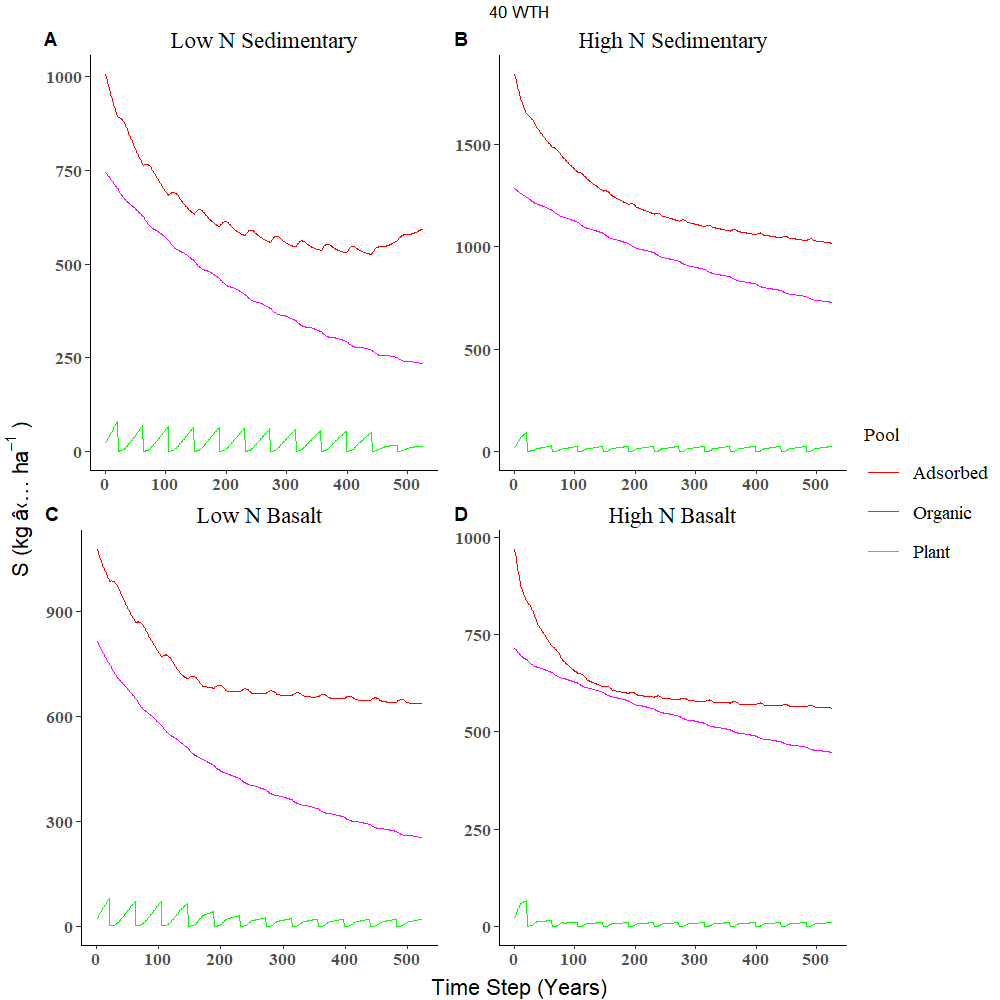 40 WTH
A Low N Sedimentary
B High N Sedimentary
1000
750
500
250
0
0 100 200 300 400 500
1500
1000
500
0
0 100 200 300 400 500
S (kg â‹… ha⁻¹ )
Pool
Adsorbed
Organic
Plant
C Low N Basalt
D High N Basalt
900
600
300
0
0 100 200 300 400 500
1000
750
500
250
0
0 100 200 300 400 500
Time Step (Years)